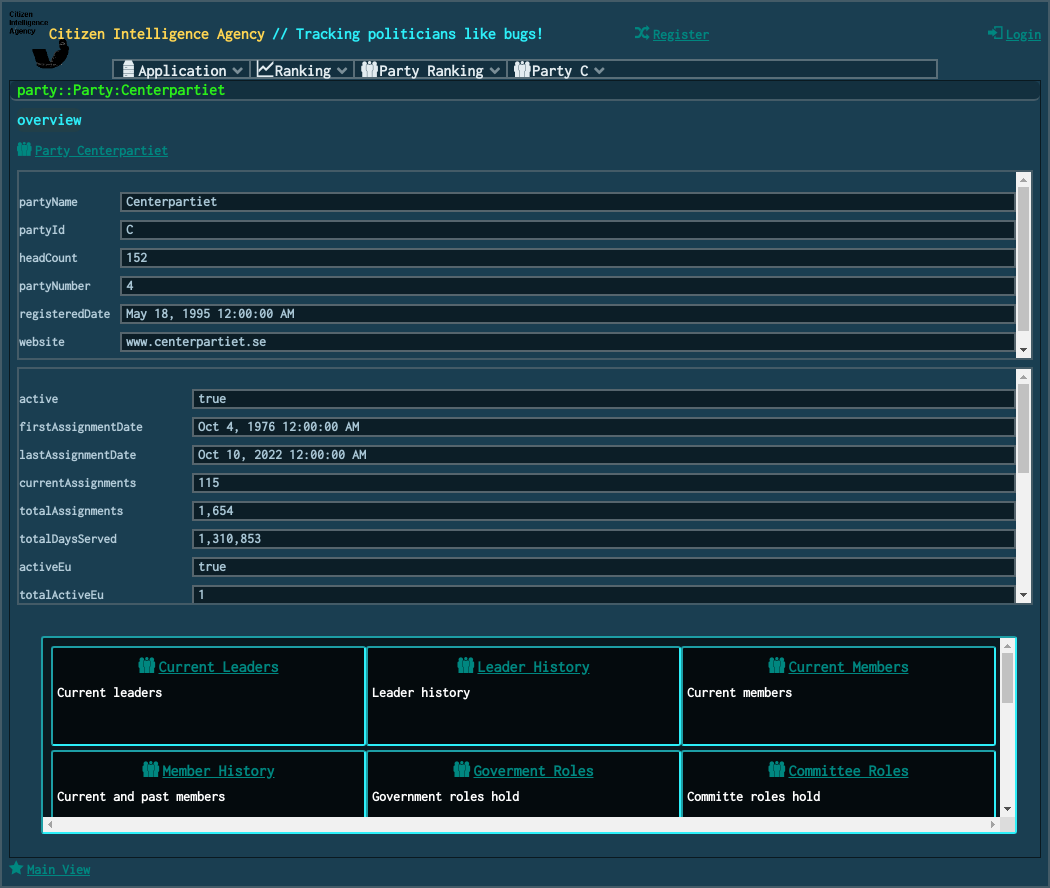 Citizen
Intelligence
Agency
Citizen Intelligence Agency // Tracking politicians like bugs!
Register
Login
Application
Ranking
Party Ranking
Party C
party::Party:Centerpartiet
overview
Party Centerpartiet
partyName Centerpartiet
partyId C
headCount 152
partyNumber 4
registeredDate May 18, 1995 12:00:00 AM
website www.centerpartiet.se
active true
firstAssignmentDate Oct 4, 1976 12:00:00 AM
lastAssignmentDate Oct 10, 2022 12:00:00 AM
currentAssignments 115
totalAssignments 1,654
totalDaysServed 1,310,853
activeEu true
totalActiveEu 1
Current Leaders
Current leaders
Leader History
Leader history
Current Members
Current members
Member History
Current and past members
Goverment Roles
Government roles hold
Committee Roles
Committe roles hold
Main View